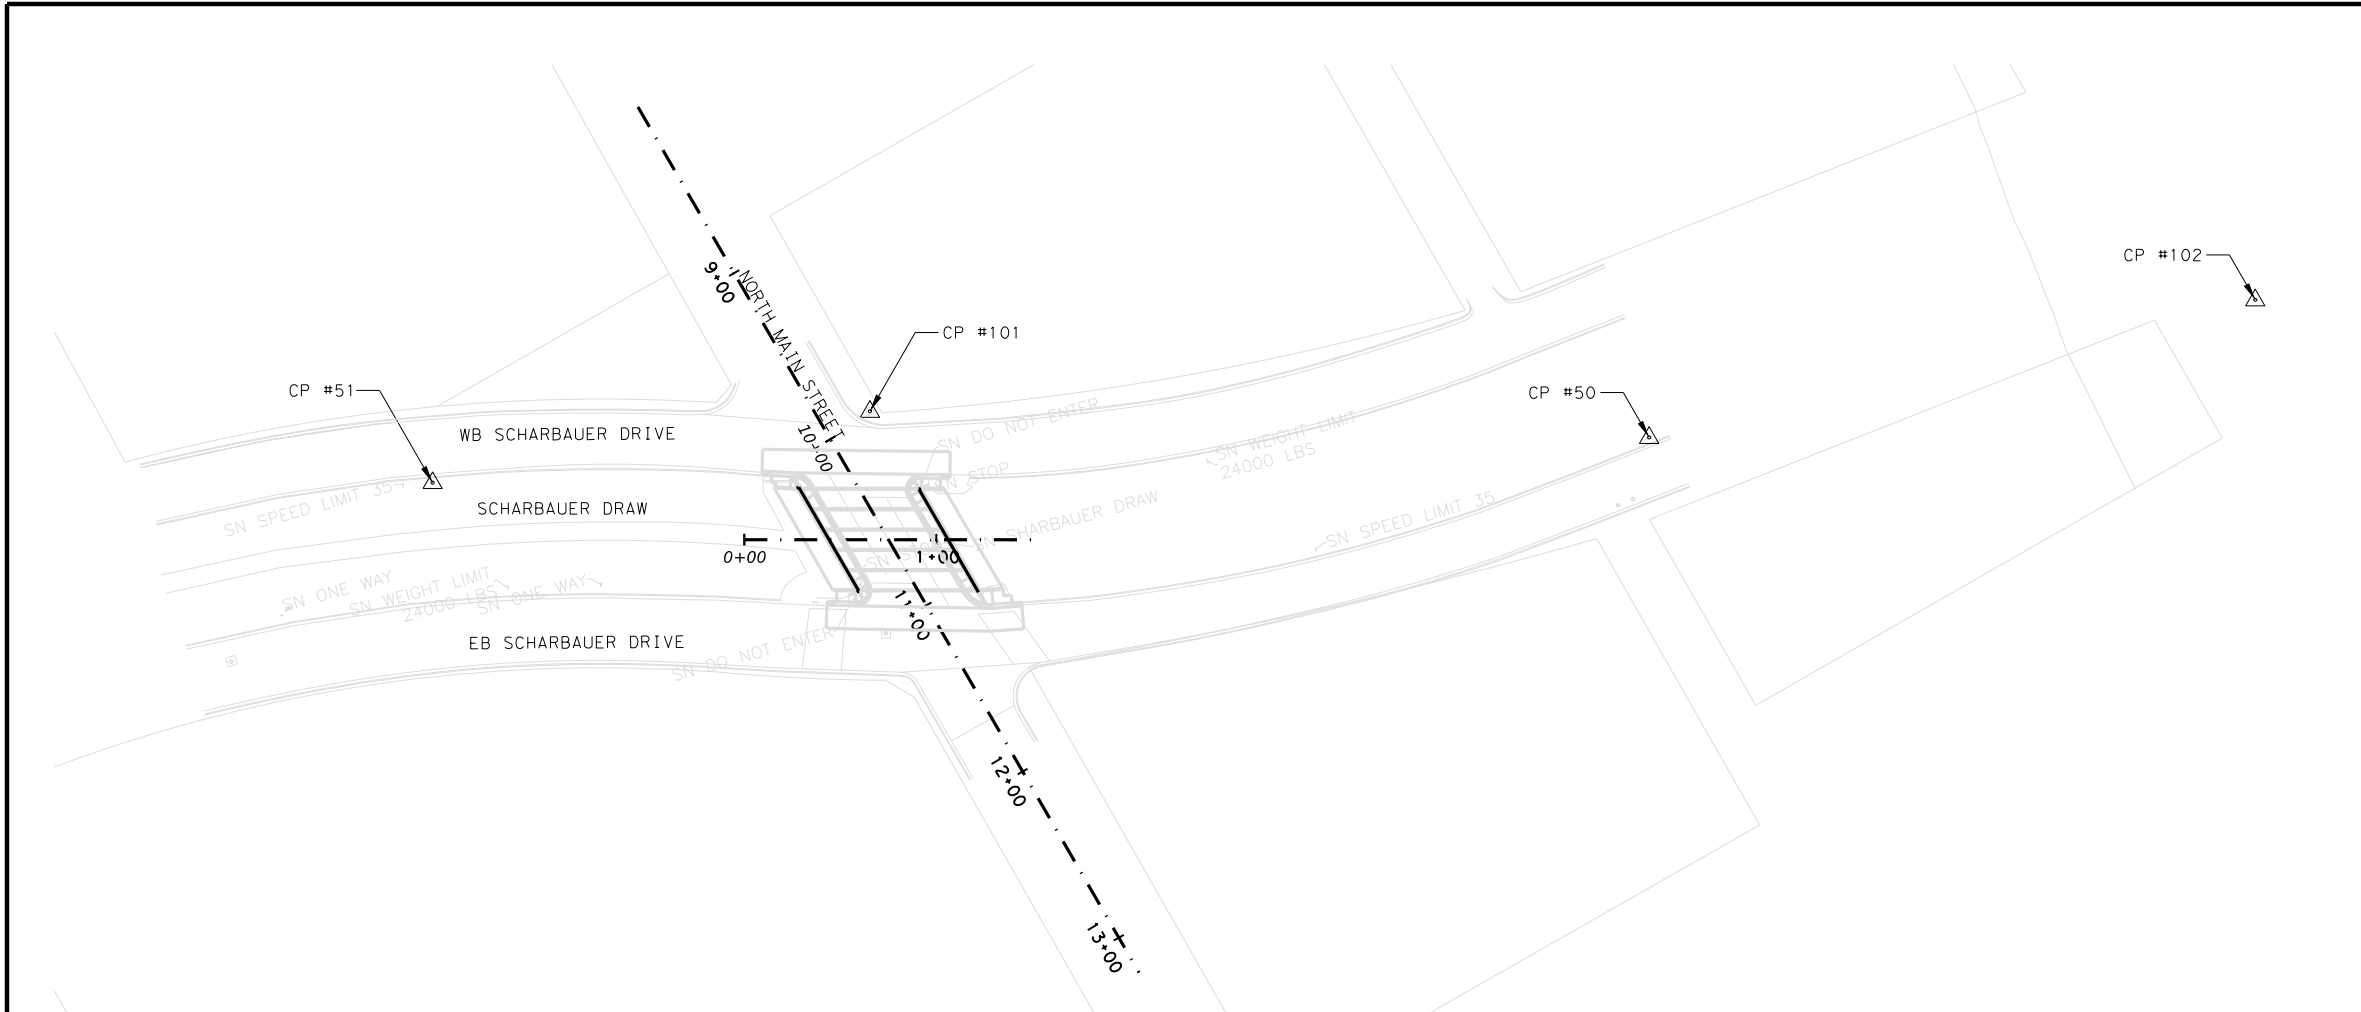 CP #102
9+00
NORTH MAIN STREET
CP #101
CP #51
CP #50
SN DO NOT ENTER
WB SCHARBAUER DRIVE
10+00
SN WEIGHT LIMIT
24000 LBS
SN STOP
SN SPEED LIMIT 35
SCHARBAUER DRAW
SN SHARBAUER DRAW
SN SPEED LIMIT 35
0+00
SN
1+00
SN ONE WAY
SN WEIGHT LIMIT
24000 LBS
SN ONE WAY
11+00
EB SCHARBAUER DRIVE
SN DO NOT ENTER
12+00
13+00